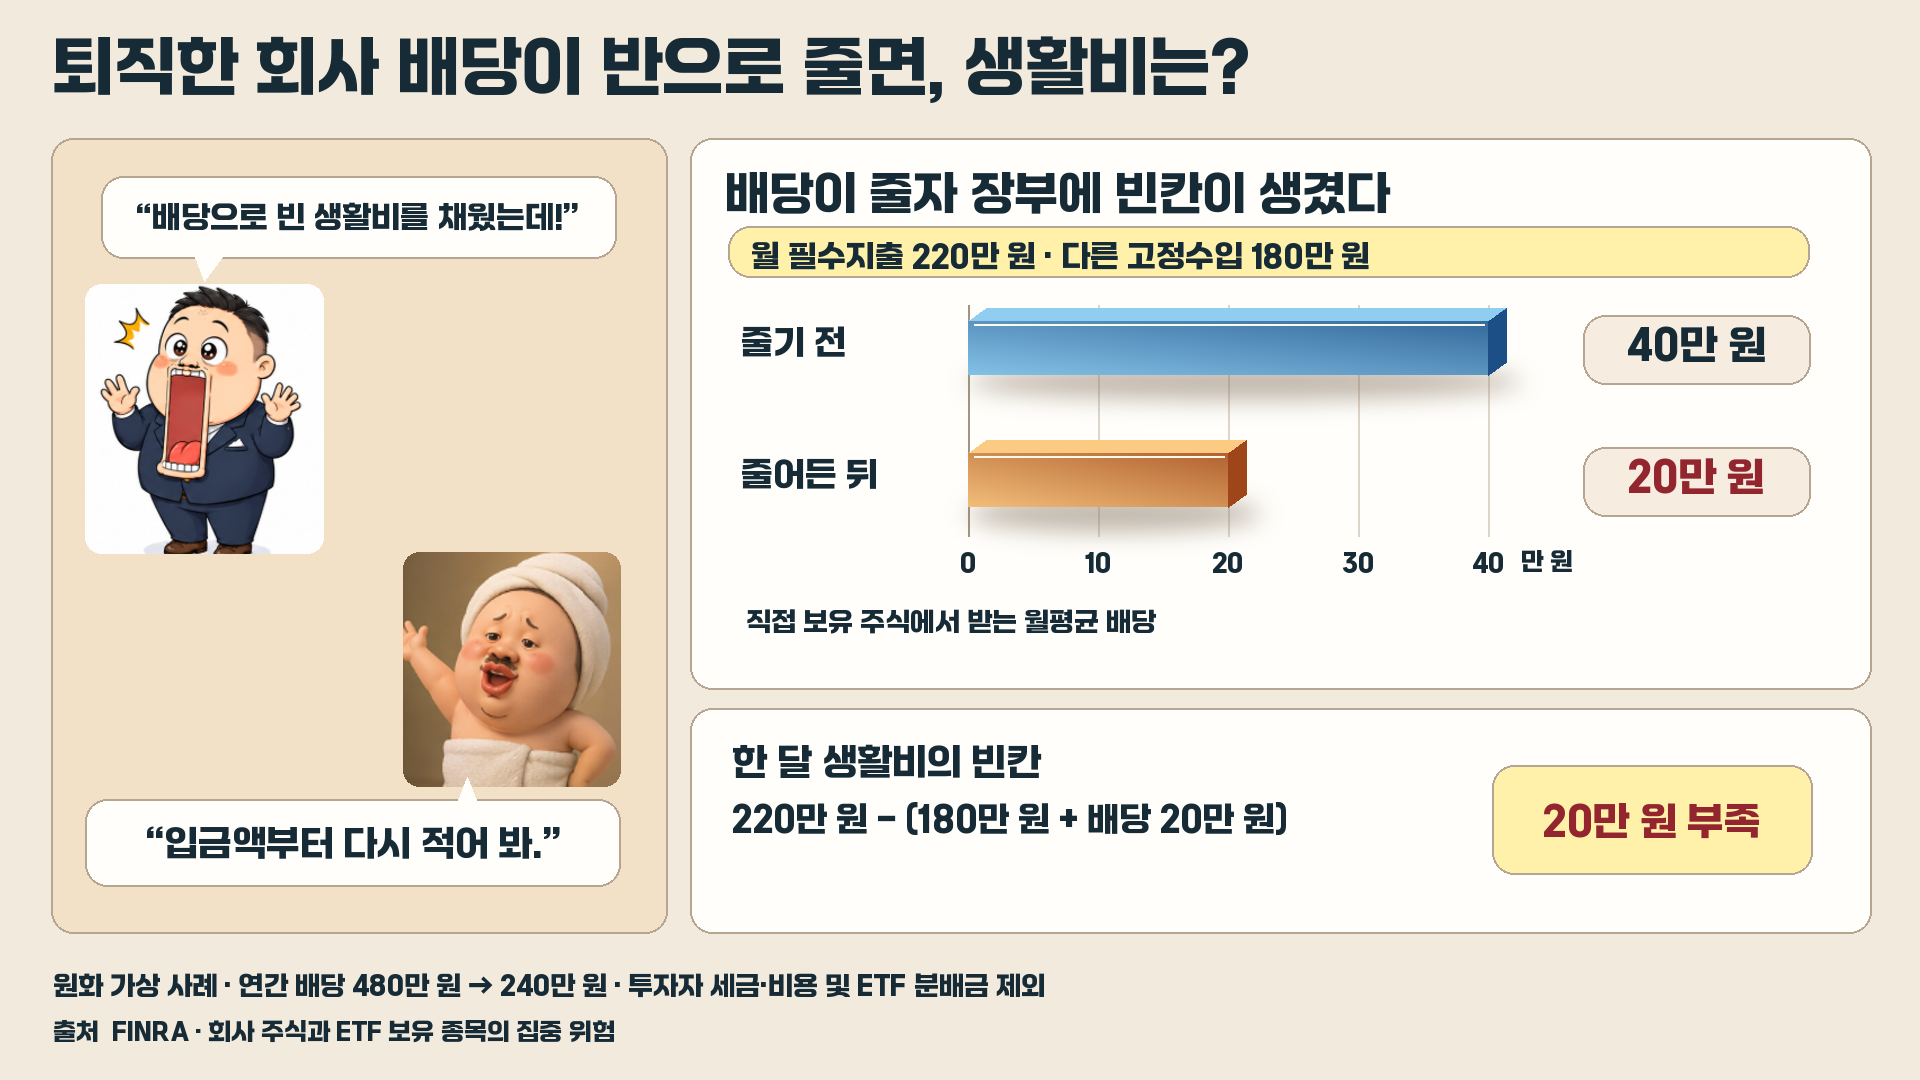 퇴직한 회사 배당이 반으로 줄면, 생활비는?
“배당으로 빈 생활비를 채웠는데!”
“입금액부터 다시 적어 봐.”
배당이 줄자 장부에 빈칸이 생겼다
월 필수지출 220만 원 · 다른 고정수입 180만 원
줄기 전
40만 원
줄어든 뒤
20만 원
0 10 20 30 40 만 원
직접 보유 주식에서 받는 월평균 배당
한 달 생활비의 빈칸
220만 원 − (180만 원 + 배당 20만 원)
20만 원 부족
원화 가상 사례 · 연간 배당 480만 원 → 240만 원 · 투자자 세금·비용 및 ETF 분배금 제외
출처 FINRA · 회사 주식과 ETF 보유 종목의 집중 위험